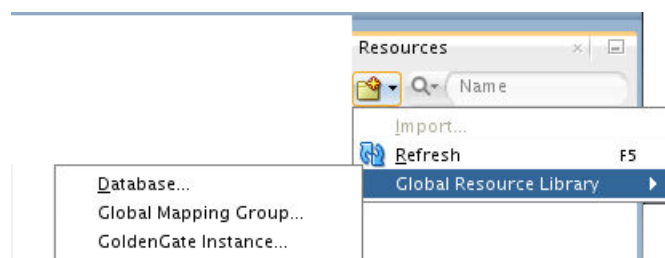 Resources
Name
Import...
Refresh F5
Global Resource Library
Database...
Global Mapping Group...
GoldenGate Instance...